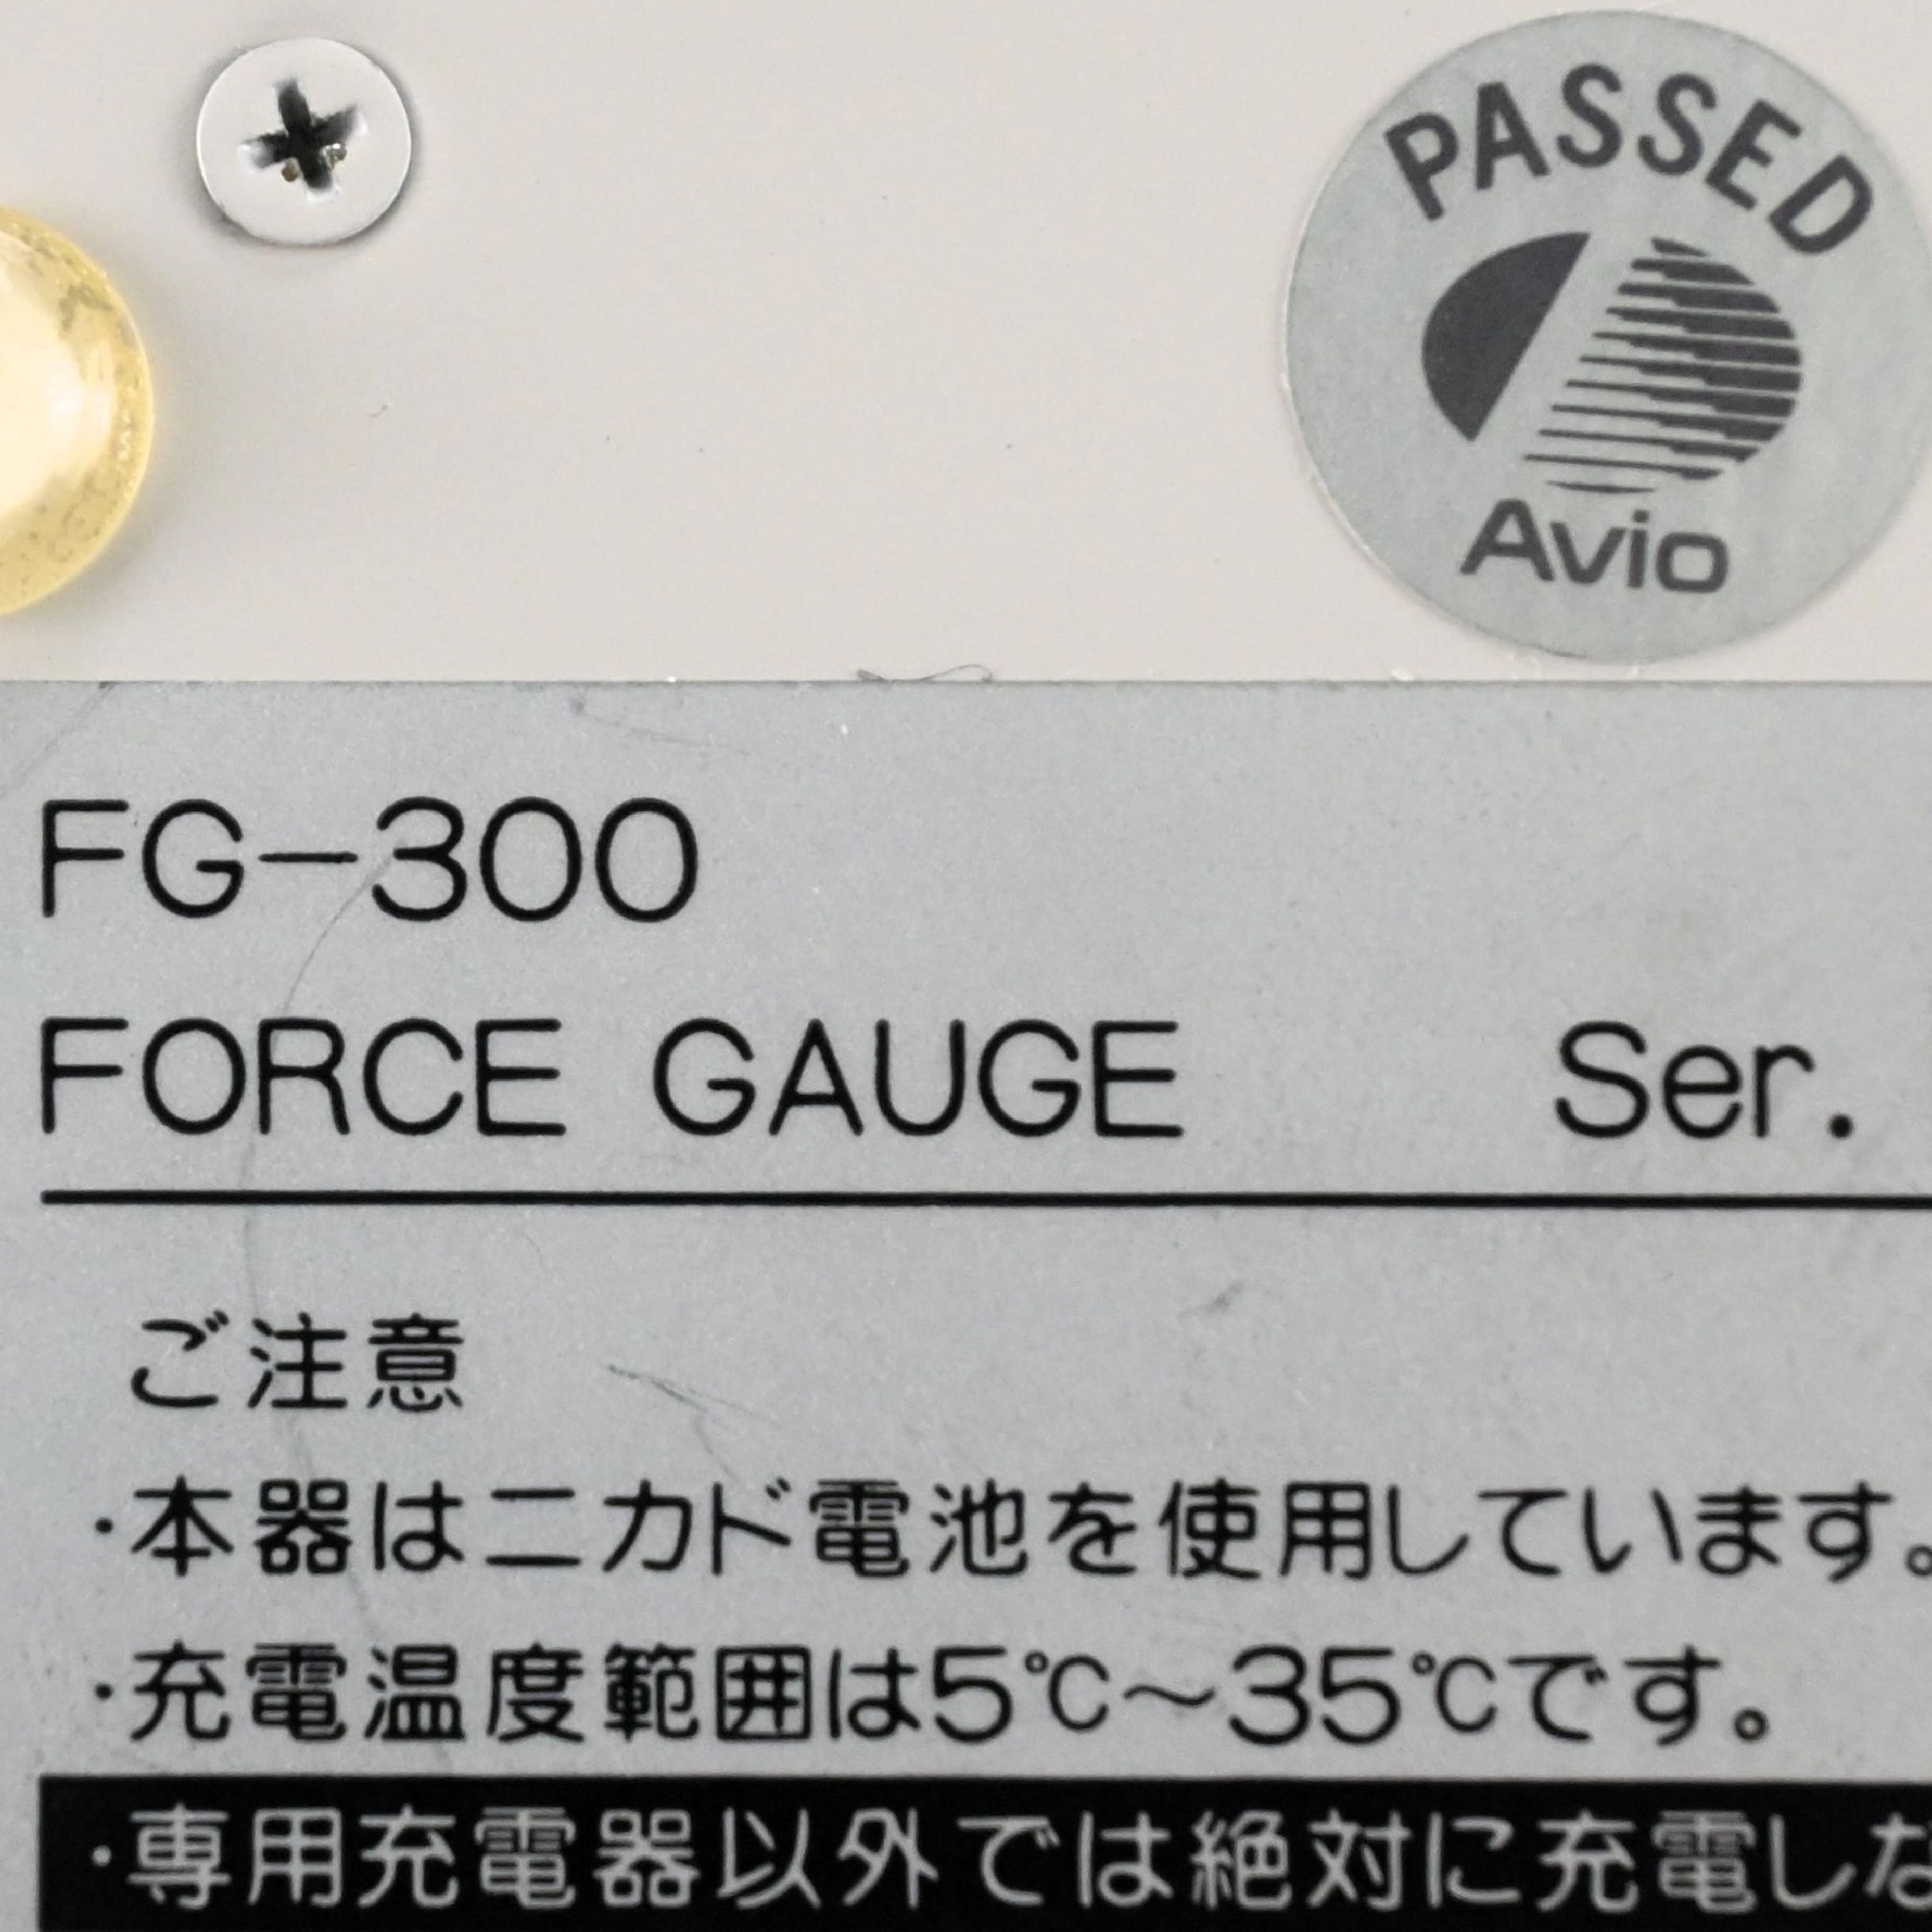 PASSED
Avio
FG-300
FORCE GAUGE Ser.
ご注意
・本器はニカド電池を使用しています。
・充電温度範囲は5℃〜35℃です。
・専用充電器以外では絶対に充電しな